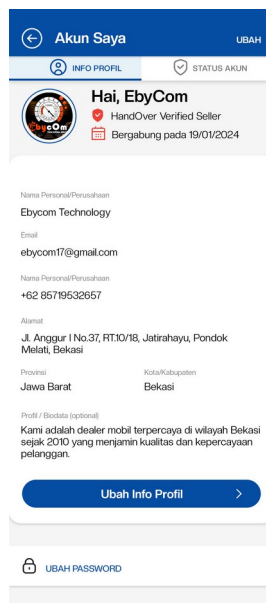 Akun Saya
UBAH
INFO PROFIL
STATUS AKUN
Hai, EbyCom
HandOver Verified Seller
Bergabung pada 19/01/2024
EbycOm
Nama Personal/Perusahaan
Ebycom Technology
Email
ebycom17@gmail.com
Nama Personal/Perusahaan
+62 85719532657
Alamat
Jl. Anggur I No.37, RT.10/18, Jatirahayu, Pondok
Melati, Bekasi
Provinsi
Kota/Kabupaten
Jawa Barat
Bekasi
Profil / Biodata (optional)
Kami adalah dealer mobil terpercaya di wilayah Bekasi
sejak 2010 yang menjamin kualitas dan kepercayaan
pelanggan.
Ubah Info Profil
UBAH PASSWORD